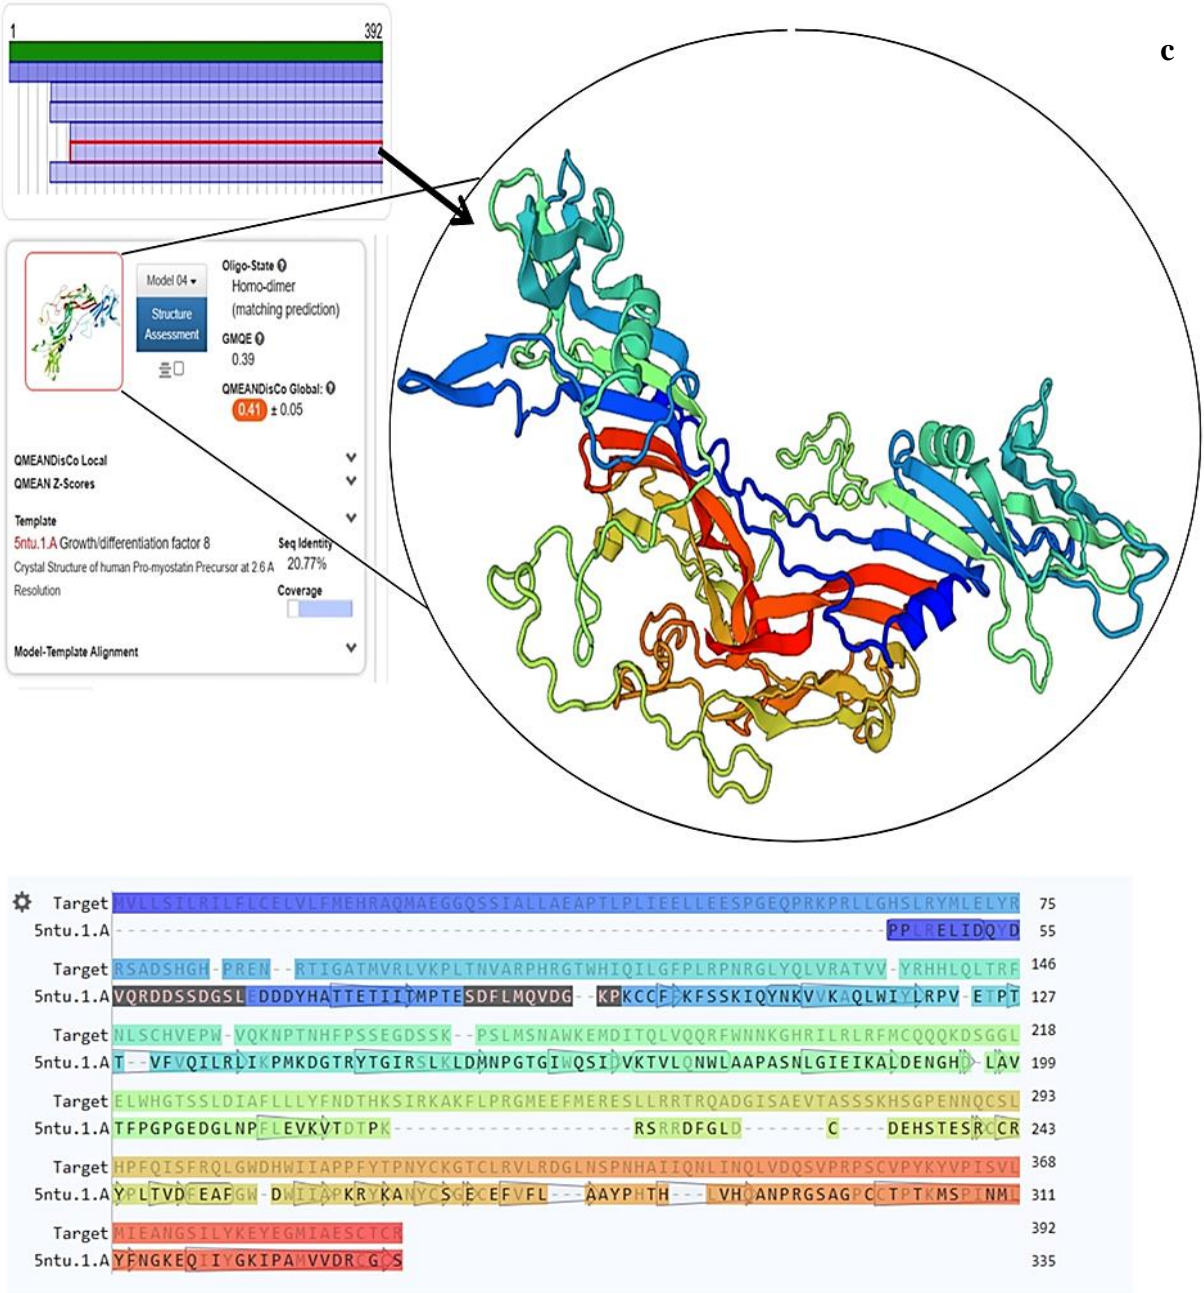 1 392
c
Model 04
Structure
Assessment
Oligo-State
Homo-dimer
(matching prediction)
GMQE
0.39
QMEANDisCo Global:
0.41 ± 0.05
QMEANDisCo Local
QMEAN Z-Scores
Template
5ntu.1.A Growth/differentiation factor 8
Crystal Structure of human Pro-myostatin Precursor at 2.6 A
Resolution
Seq Identity
20.77%
Coverage
Model-Template Alignment
Target MVLLSILRILFLCELVLFMEHRAQMAEGGQSSIALLAEAPTLPLIEELLEESPGEQPRKPRLLGHSLRYMLELYR 75
5ntu.1.A ----------------------------------------------------------------PPLRELIDQYD 55
Target RSADSHGH-PREN--RTIGATMVRLVKPLTNVARPHRGTWHIQILGFPLRPNRGLYQLVRATVV-YRHHLQLTRF 146
5ntu.1.A VQRDDSSDGSLEDDDYHATTETIITMPTESDFLMQVDG--KPKCCFFKFSSKIQYNKVVKAQLWIYLRPV-ETPT 127
Target NLSCHVEPW-VQKNPTNHFPSSEGDSSK--PSLMSNAWKEMDITQLVQQRFWNNKGHRILRLRFMCQQQKDSGGL 218
5ntu.1.A T--VFVQILRLIKPMKDGTRYTGIRSLKLDMNPGTGIWQSIDVKTVLQNWLAAPASNLGIEIKALDENGHD-LAV 199
Target ELWHGTSSLDIAFLLLYFNDTHKSIRKAKFLPRGMEEFMERESLLRRTRQADGISAEVTASSSKHSGPENNQCSL 293
5ntu.1.A TFPGPGEDGLNPFLEVKVTDTPK--------------------RSRRDFGLD-------C----DEHSTESRCCR 243
Target HPFQISFRQLGWDHWIIAPPFYTPNYCKGTCLRVLRDGLNSPNHAIIQNLINQLVDQSVPRPSCVPYKYVPISVL 368
5ntu.1.A YPLTVDFEAFGW-DWIIAPKRYKANYCSGECEFVFL---AAYPHTH---LVHQANPRGSAGPCCTPTKMSPINML 311
Target MIEANGSILYKEYEGMIAESCTCR 392
5ntu.1.A YFNGKEQIIYGKIPAMVVDRCGCS 335